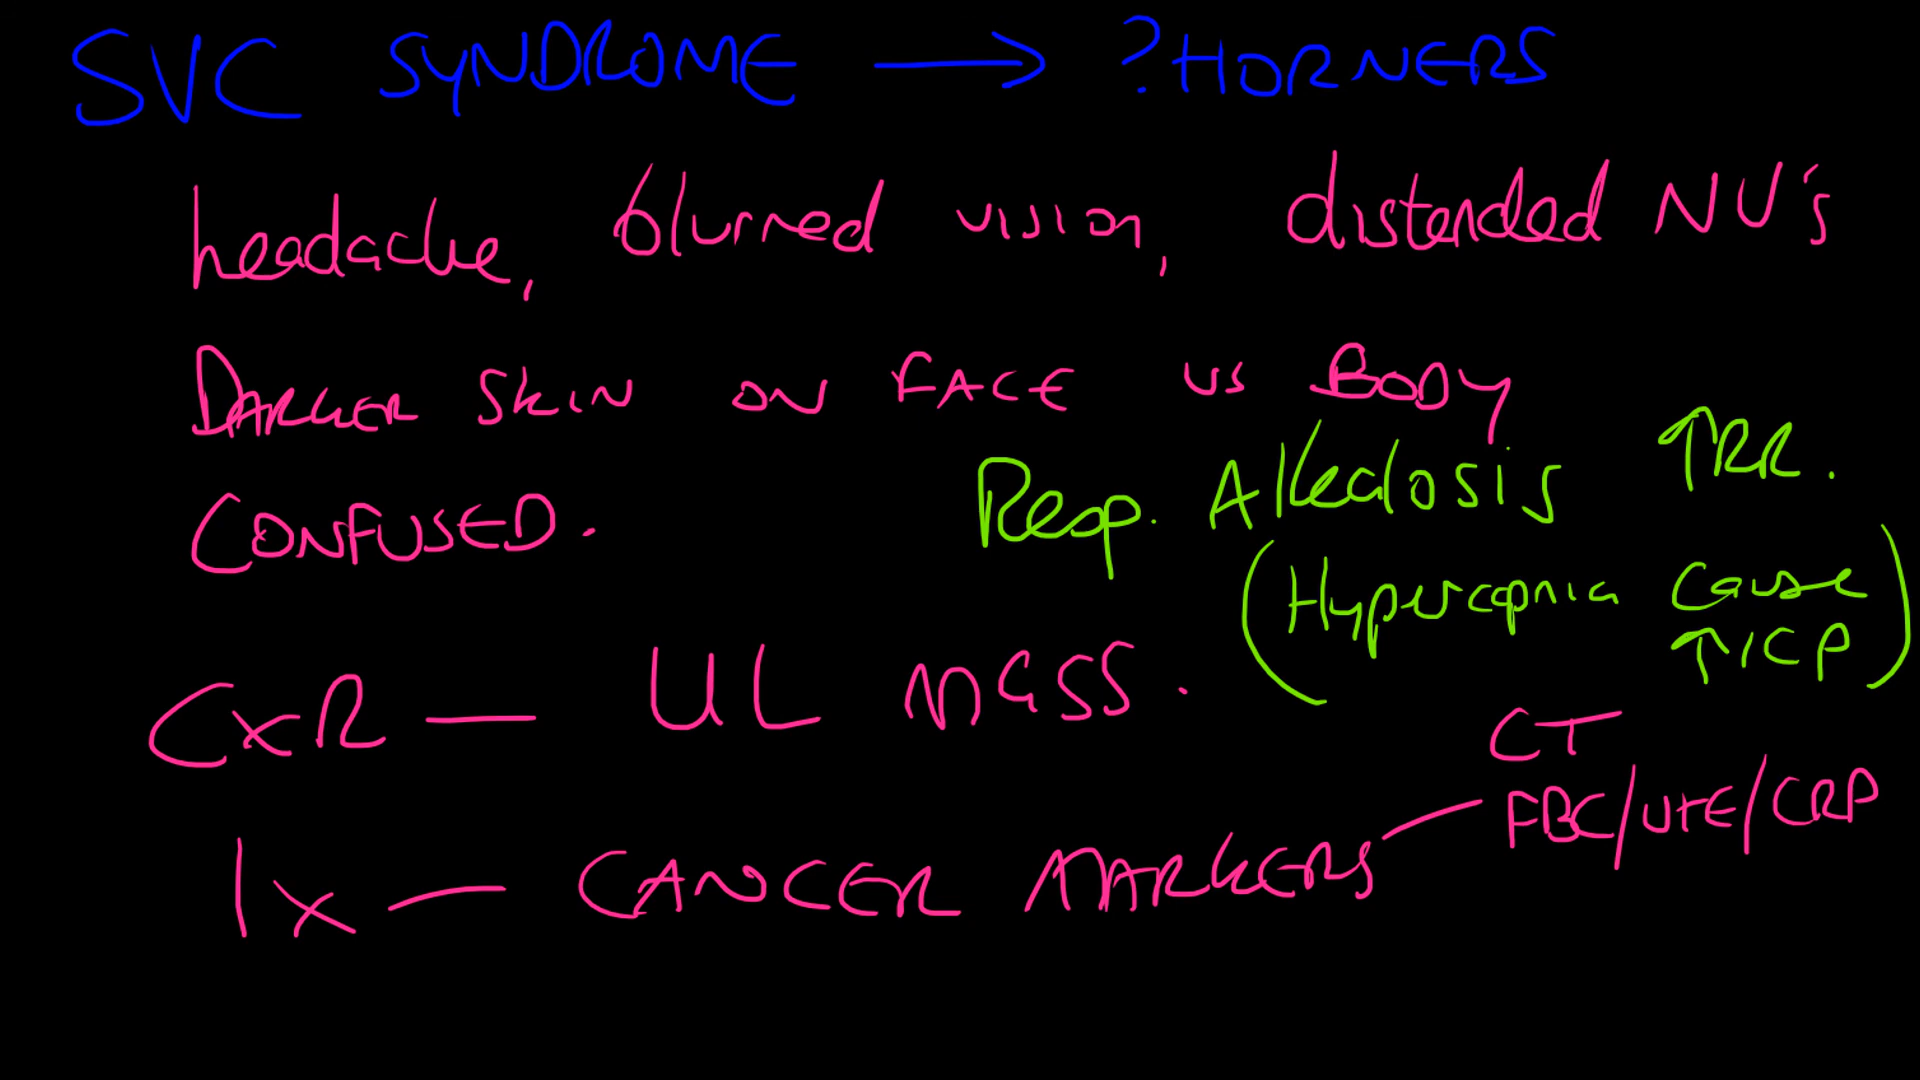 SVC SYNDROME → ?HORNERS
headache, blurred vision, distended NV's
DARKER SKIN ON FACE vs BODY
CONFUSED.
Resp. Alkalosis ↑RR.
(Hypercapnia cause
↑ICP)
CxR — UL mass.
CT
FBC/U+E/CRP
Ix — CANCER MARKERS